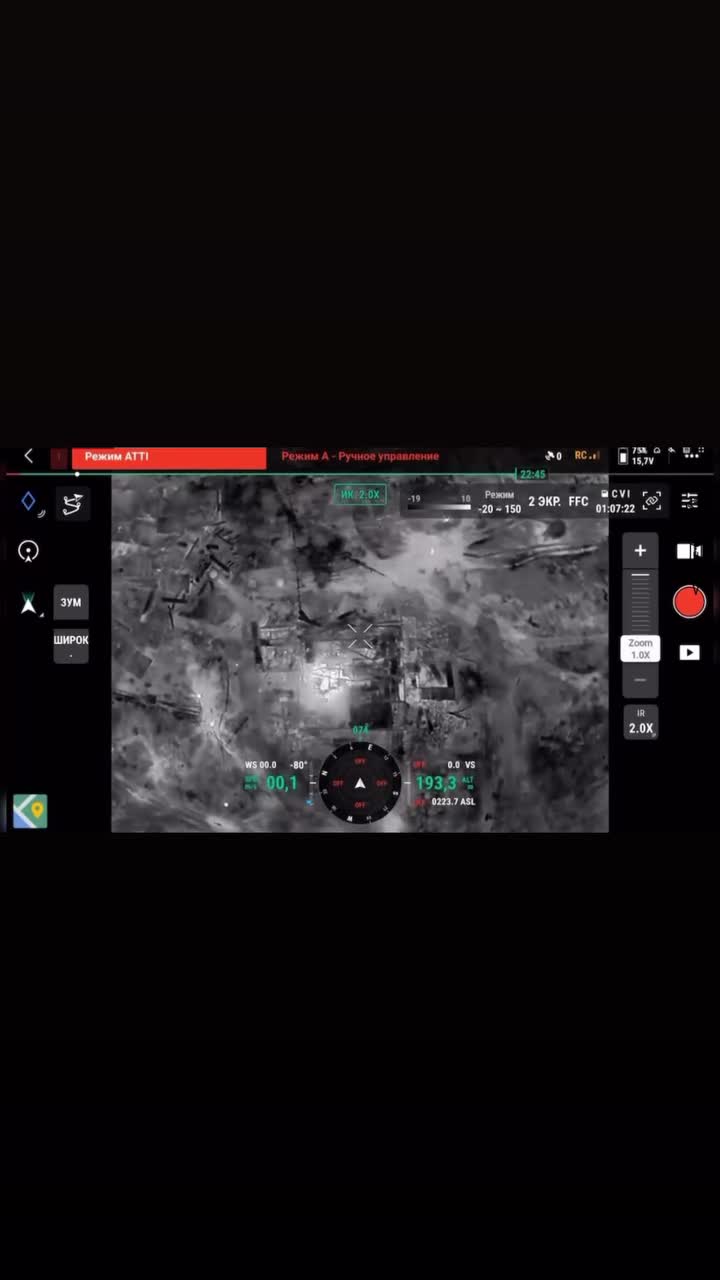 Режим ATTI
Режим А - Ручное управление
0
RC
75%
15,7V
22:45
ИК 2.0X
-19 10
Режим
-20 ~ 150
2 ЭКР.
FFC
CVI
01:07:22
ЗУМ
ШИРОК
.
Zoom
1.0X
IR
2.0X
074
WS 00.0 -80°
00,1
N
E
W
OFF
OFF
OFF
OFF
OFF 0.0 VS
193,3 ALT
0223.7 ASL